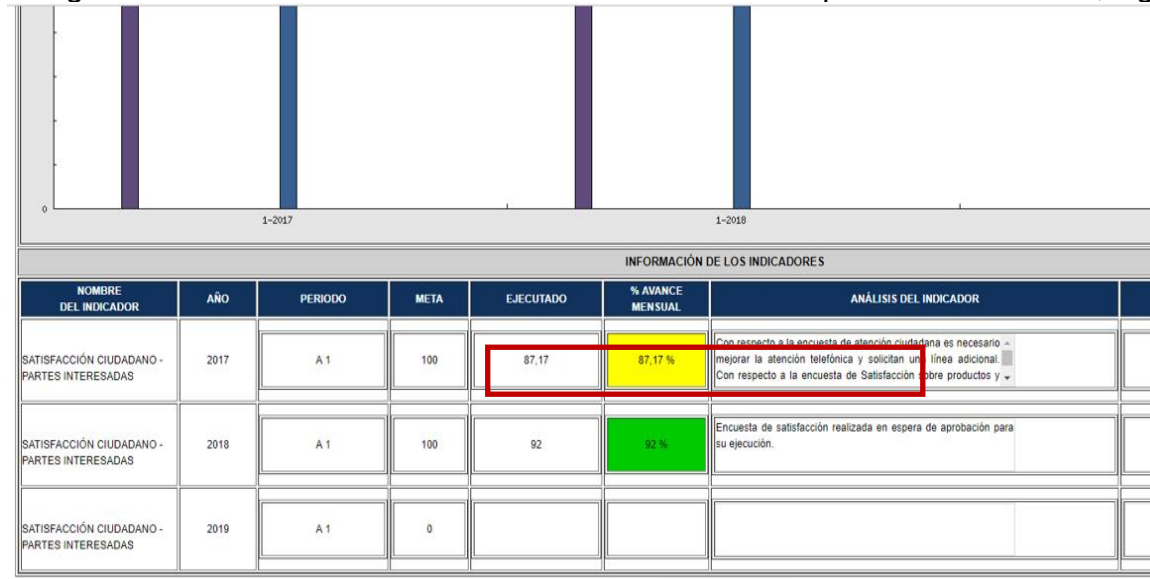 0
1-2017
1-2018
INFORMACIÓN DE LOS INDICADORES
NOMBRE
DEL INDICADOR
AÑO
PERIODO
META
EJECUTADO
% AVANCE
MENSUAL
ANÁLISIS DEL INDICADOR
SATISFACCIÓN CIUDADANO -
PARTES INTERESADAS
2017
A 1
100
87,17
87,17 %
Con respecto a la encuesta de atención ciudadana es necesario
mejorar la atención telefónica y solicitan una línea adicional.
Con respecto a la encuesta de Satisfacción sobre productos y
SATISFACCIÓN CIUDADANO -
PARTES INTERESADAS
2018
A 1
100
92
92 %
Encuesta de satisfacción realizada en espera de aprobación para
su ejecución.
SATISFACCIÓN CIUDADANO -
PARTES INTERESADAS
2019
A 1
0